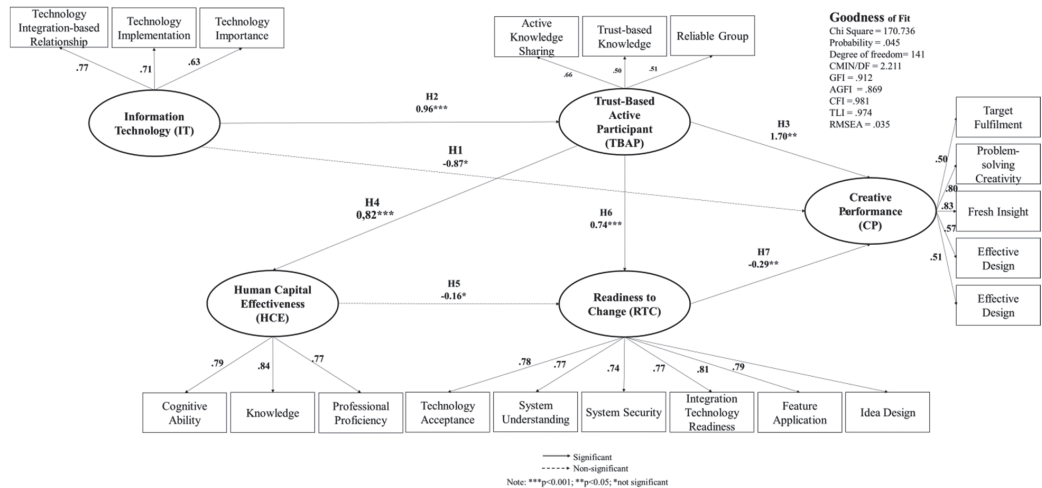 Technology
Integration-based
Relationship
Technology
Implementation
Technology
Importance
.77
.71
.63
Information
Technology (IT)
Active
Knowledge
Sharing
Trust-based
Knowledge
Reliable Group
.66
.50
.51
Trust-Based
Active
Participant
(TBAP)
Goodness of Fit
Chi Square = 170.736
Probability = .045
Degree of freedom= 141
CMIN/DF = 2.211
GFI = .912
AGFI = .869
CFI =.981
TLI = .974
RMSEA = .035
H2
0.96***
H1
-0.87*
H3
1.70**
H4
0,82***
H6
0.74***
H7
-0.29**
H5
-0.16*
Creative
Performance
(CP)
.50
.80
.83
.57
.51
Target
Fulfilment
Problem-
solving
Creativity
Fresh Insight
Effective
Design
Effective
Design
Human Capital
Effectiveness
(HCE)
Readiness to
Change (RTC)
.79
.84
.77
.78
.77
.74
.77
.81
.79
Cognitive
Ability
Knowledge
Professional
Proficiency
Technology
Acceptance
System
Understanding
System Security
Integration
Technology
Readiness
Feature
Application
Idea Design
Significant
Non-significant
Note: ***p<0.001; **p<0.05; *not significant